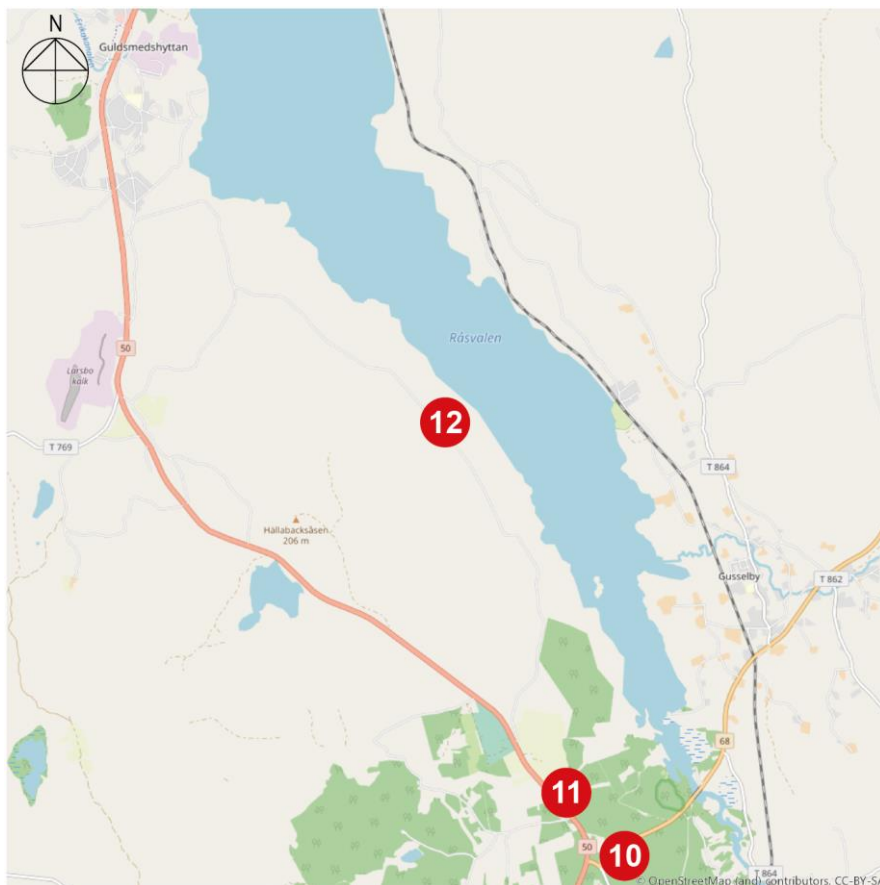 N
Guldsmedshyttan
Råsvalen
50
Lursbo
kalk
12
T 769
T 864
Hällabacksåsen
206 m
Gusselby
T 862
68
11
50
10
T 864
© OpenStreetMap (and) contributors, CC-BY-SA